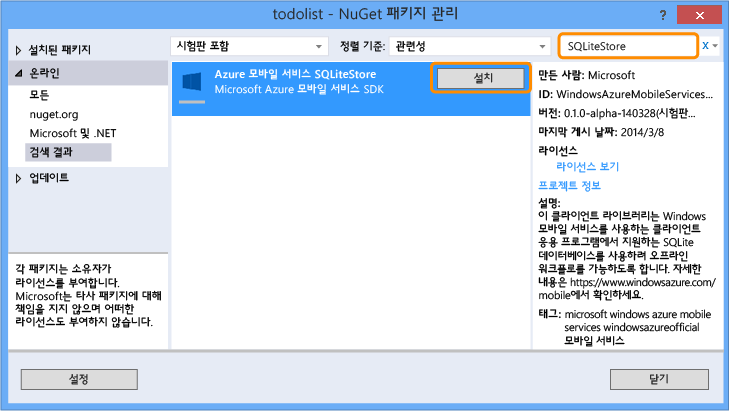 todolist - NuGet 패키지 관리
?
설치된 패키지
온라인
모든
nuget.org
Microsoft 및 .NET
검색 결과
업데이트
각 패키지는 소유자가
라이선스를 부여합니다.
Microsoft는 타사 패키지에 대해
책임을 지지 않으며 어떠한
라이선스도 부여하지 않습니다.
시험판 포함
정렬 기준: 관련성
Azure 모바일 서비스 SQLiteStore
Microsoft Azure 모바일 서비스 SDK
설치
SQLiteStore
x
만든 사람: Microsoft
ID: WindowsAzureMobileServices...
버전: 0.1.0-alpha-140328(시험판...
마지막 게시 날짜: 2014/3/8
라이선스
라이선스 보기
프로젝트 정보
설명:
이 클라이언트 라이브러리는 Windows
모바일 서비스를 사용하는 클라이언트
응용 프로그램에서 지원하는 SQLite
데이터베이스를 사용하려 오프라인
워크플로를 가능하도록 합니다. 자세한
내용은 https://www.windowsazure.com/
mobile에서 확인하세요.
태그: microsoft windows azure mobile
services windowsazureofficial
모바일 서비스
설정
닫기